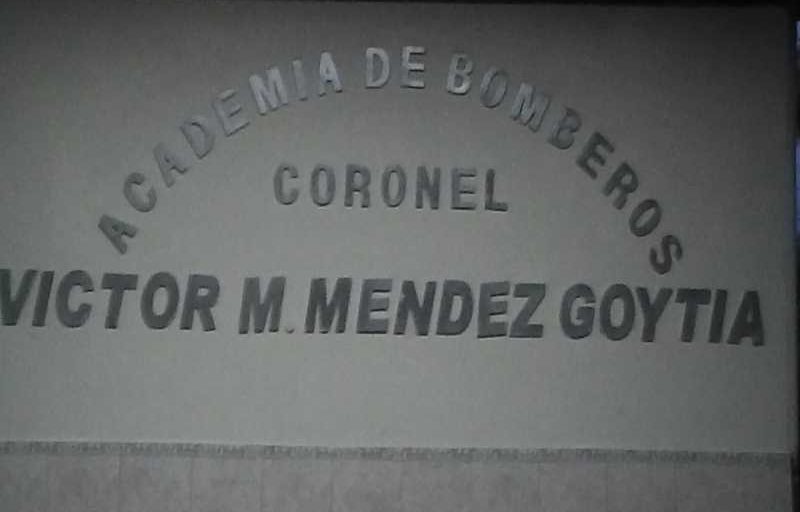 ACADEMIA DE BOMBEROS
CORONEL
VICTOR M. MENDEZ GOYTIA